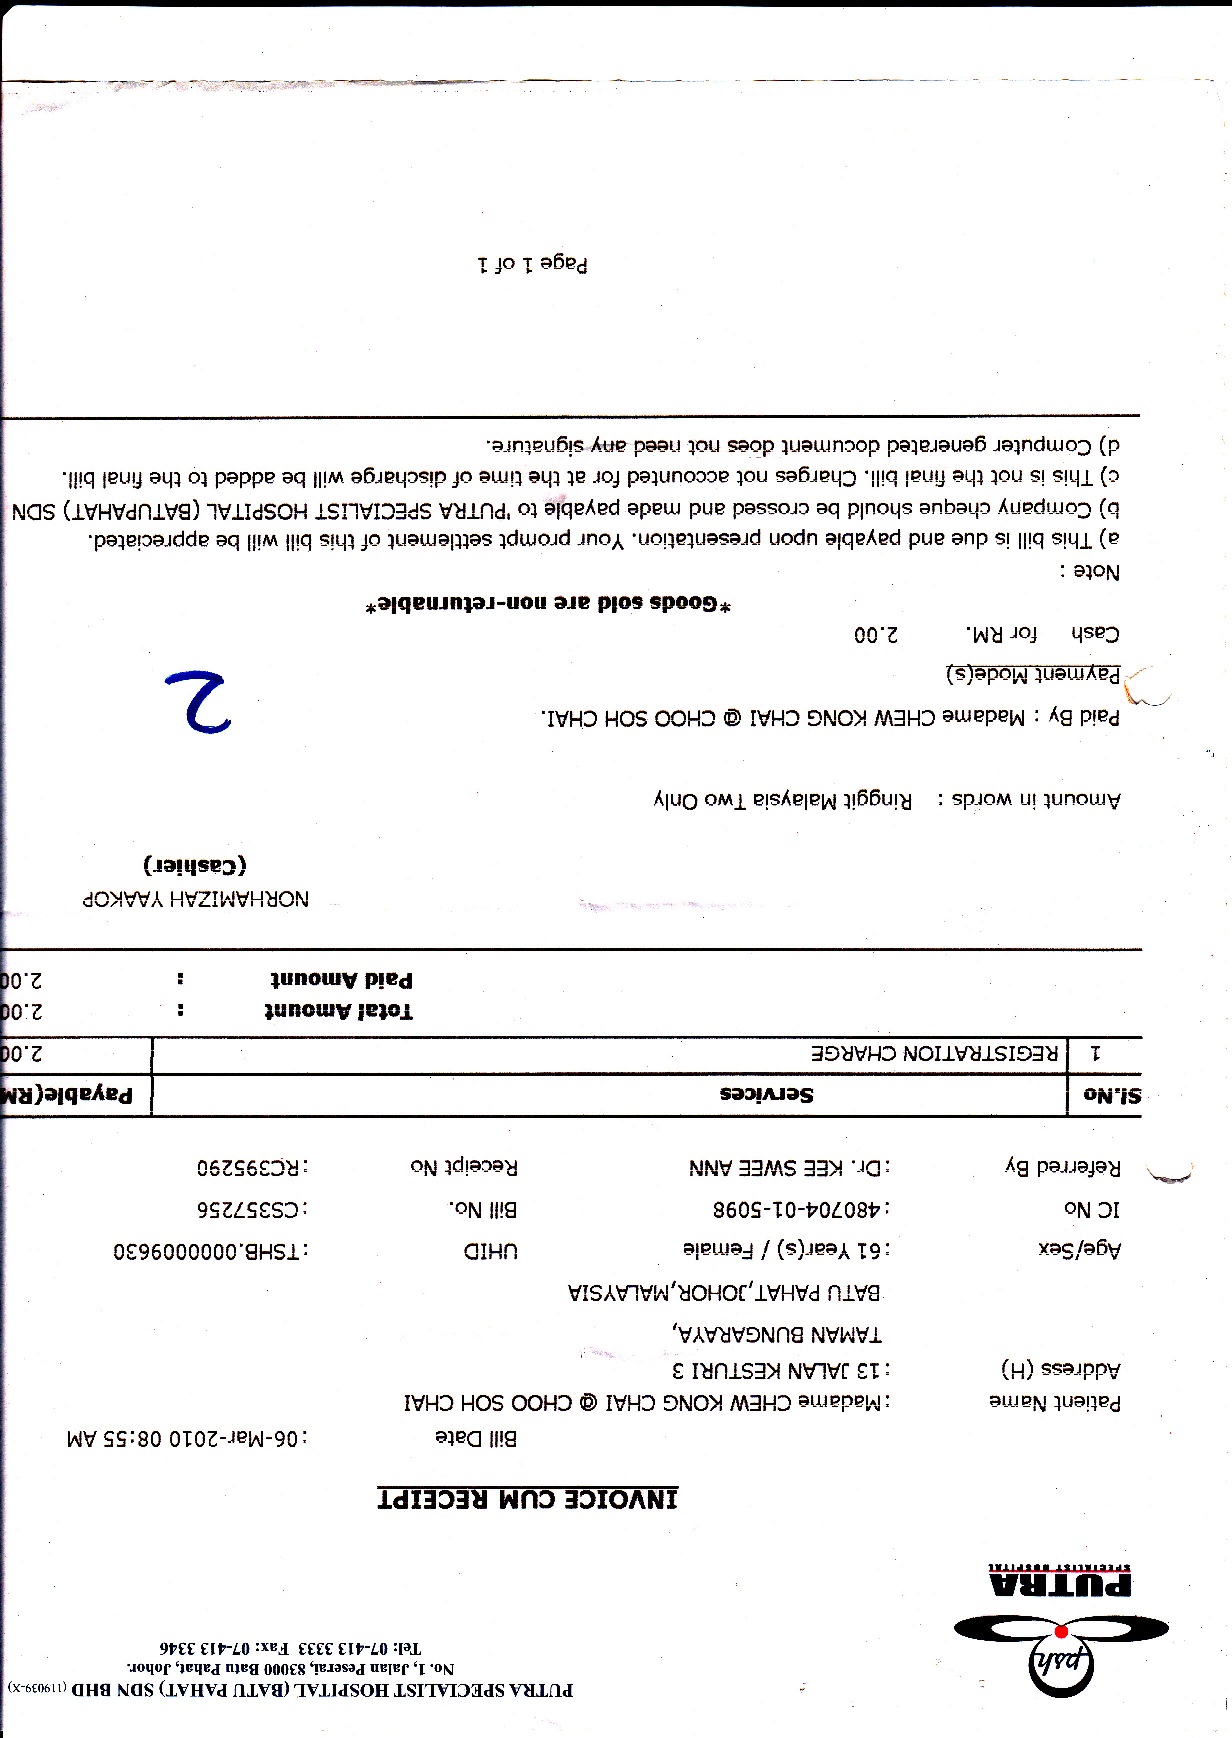 PUTRA SPECIALIST HOSPITAL (BATU PAHAT) SDN BHD (119039-X)
No. 1, Jalan Peserai, 83000 Batu Pahat, Johor.
Tel: 07-413 3333 Fax: 07-413 3346
psh
PUTRA
SPECIALIST HOSPITAL
INVOICE CUM RECEIPT
Bill Date :06-Mar-2010 08:55 AM
Patient Name :Madame CHEW KONG CHAI @ CHOO SOH CHAI
Address (H) :13 JALAN KESTURI 3
TAMAN BUNGARAYA,
BATU PAHAT,JOHOR,MALAYSIA
Age/Sex :61 Year(s) / Female UHID :TSHB.0000009630
IC No :480704-01-5098 Bill No. :CS357256
Referred By :Dr. KEE SWEE ANN Receipt No :RC395290
Sl.No Services Payable(RM
1 REGISTRATION CHARGE 2.00
Total Amount : 2.00
Paid Amount : 2.00
NORHAMIZAH YAAKOP
(Cashier)
Amount in words : Ringgit Malaysia Two Only
Paid By : Madame CHEW KONG CHAI @ CHOO SOH CHAI.
2
Payment Mode(s)
Cash for RM. 2.00
*Goods sold are non-returnable*
Note :
a) This bill is due and payable upon presentation. Your prompt settlement of this bill will be appreciated.
b) Company cheque should be crossed and made payable to 'PUTRA SPECIALIST HOSPITAL (BATUPAHAT) SDN
c) This is not the final bill. Charges not accounted for at the time of discharge will be added to the final bill.
d) Computer generated document does not need any signature.
Page 1 of 1